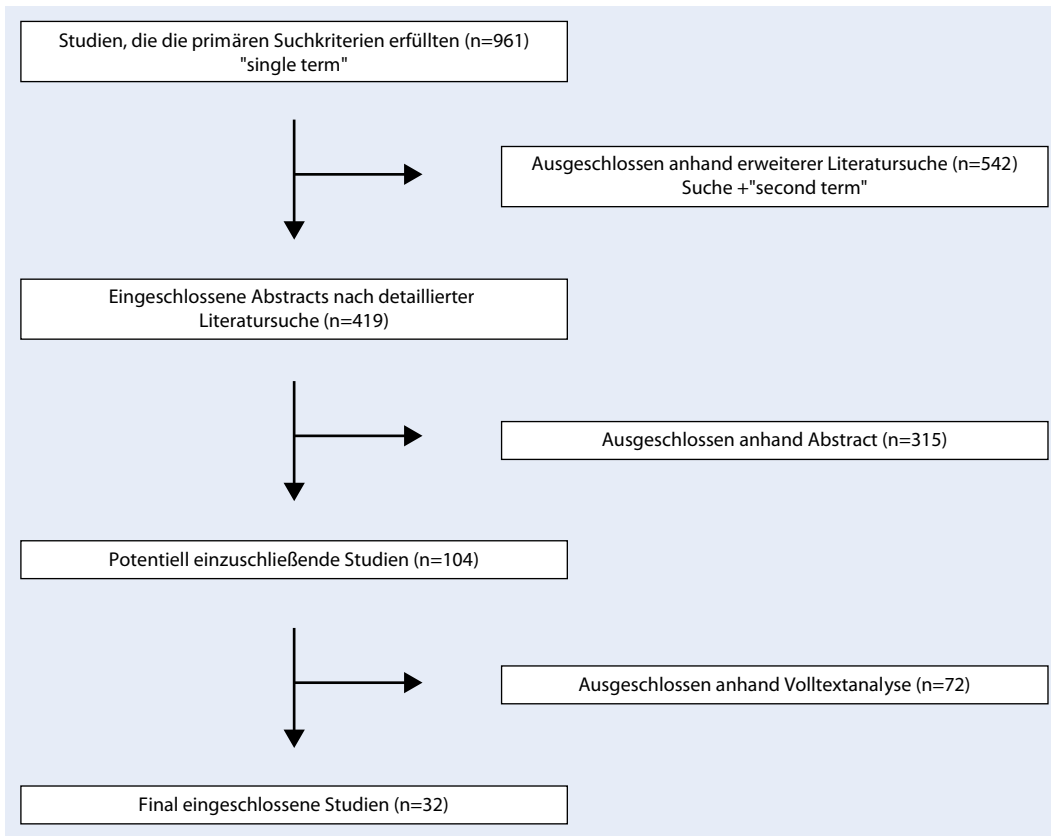 Studien, die die primären Suchkriterien erfüllten (n=961)
"single term"
Ausgeschlossen anhand erweiterer Literatursuche (n=542)
Suche +"second term"
Eingeschlossene Abstracts nach detaillierter
Literatursuche (n=419)
Ausgeschlossen anhand Abstract (n=315)
Potentiell einzuschließende Studien (n=104)
Ausgeschlossen anhand Volltextanalyse (n=72)
Final eingeschlossene Studien (n=32)